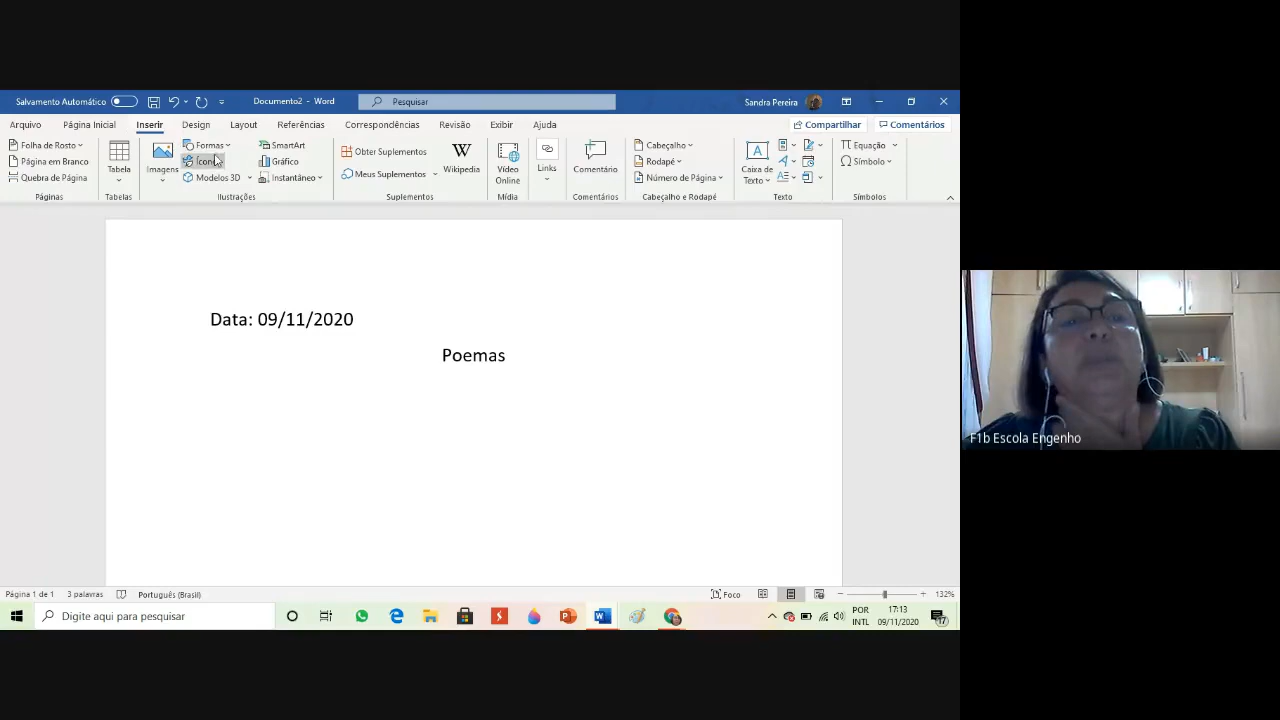 Salvamento Automático Documento2 - Word Pesquisar Sandra Pereira
Arquivo Página Inicial Inserir Design Layout Referências Correspondências Revisão Exibir Ajuda Compartilhar Comentários
Folha de Rosto
Página em Branco
Quebra de Página
Páginas
Tabela
Tabelas
Imagens
Formas
Modelos 3D
SmartArt
Gráfico
Instantâneo
Ilustrações
Obter Suplementos
Meus Suplementos
W
Wikipedia
Suplementos
Vídeo
Online
Mídia
Links
Comentário
Comentários
Cabeçalho
Rodapé
Número de Página
Cabeçalho e Rodapé
A
Caixa de
Texto
Texto
Equação
Símbolo
Símbolos
Data: 09/11/2020
Poemas
F1b Escola Engenho
Página 1 de 1 3 palavras Português (Brasil) Foco 132%
Digite aqui para pesquisar
POR
INTL
17:13
09/11/2020
17